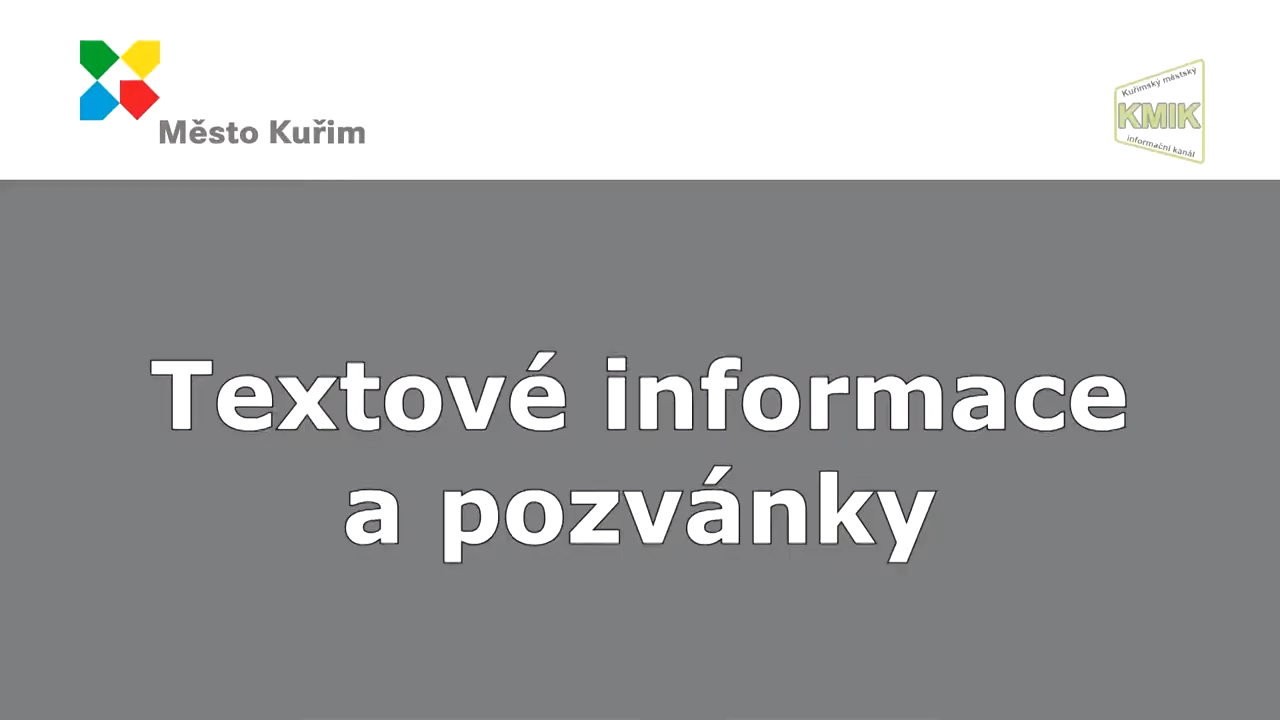 Město Kuřim
Kuřimský městský
KMIK
informační kanál
Textové informace
a pozvánky